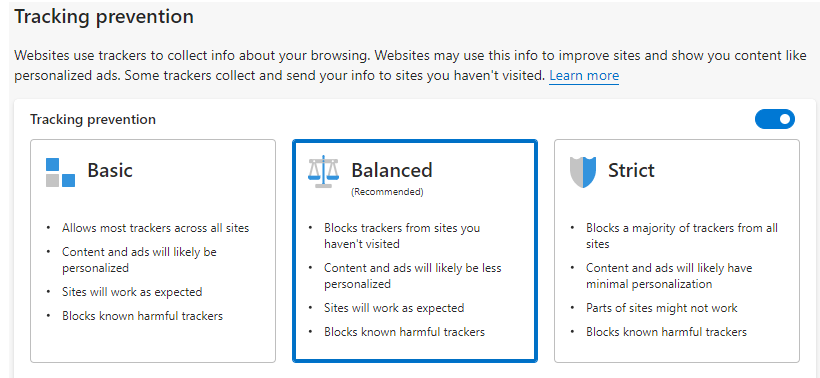 Tracking prevention
Websites use trackers to collect info about your browsing. Websites may use this info to improve sites and show you content like
personalized ads. Some trackers collect and send your info to sites you haven't visited. Learn more
Tracking prevention
Basic
• Allows most trackers across all sites
• Content and ads will likely be
personalized
• Sites will work as expected
• Blocks known harmful trackers
Balanced
(Recommended)
• Blocks trackers from sites you
haven't visited
• Content and ads will likely be less
personalized
• Sites will work as expected
• Blocks known harmful trackers
Strict
• Blocks a majority of trackers from all
sites
• Content and ads will likely have
minimal personalization
• Parts of sites might not work
• Blocks known harmful trackers